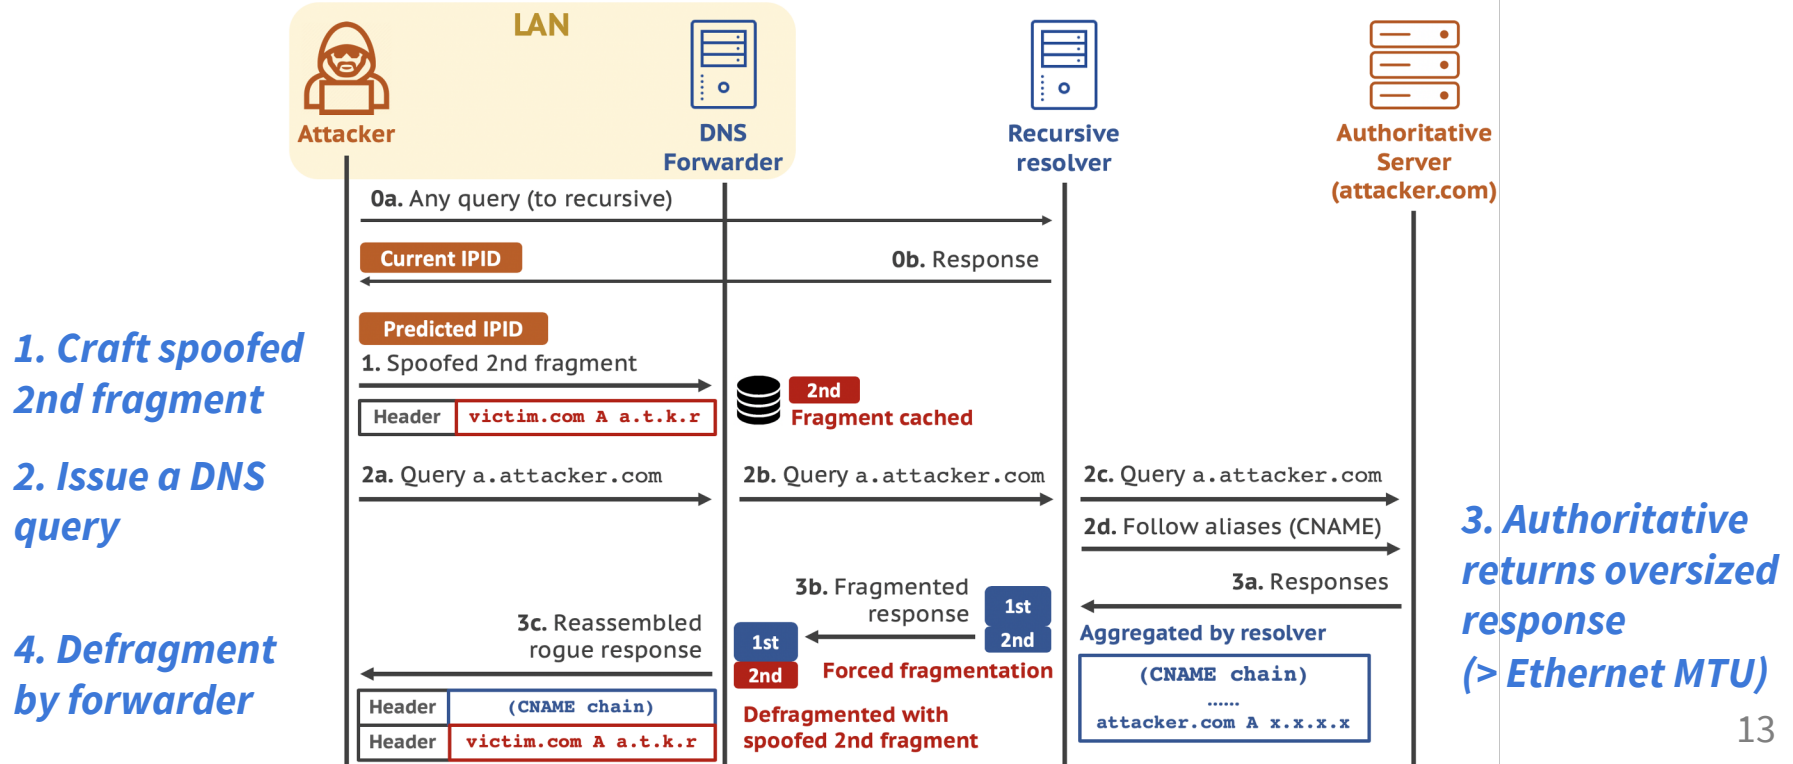 LAN
Attacker
DNS
Forwarder
Recursive
resolver
Authoritative
Server
(attacker.com)
0a. Any query (to recursive)
Current IPID
0b. Response
Predicted IPID
1. Craft spoofed
2nd fragment
1. Spoofed 2nd fragment
Header
victim.com A a.t.k.r
2nd
Fragment cached
2. Issue a DNS
query
2a. Query a.attacker.com
2b. Query a.attacker.com
2c. Query a.attacker.com
2d. Follow aliases (CNAME)
3. Authoritative
returns oversized
response
(> Ethernet MTU)
3a. Responses
Aggregated by resolver
(CNAME chain)
......
attacker.com A x.x.x.x
3b. Fragmented
response
1st
2nd
Forced fragmentation
4. Defragment
by forwarder
3c. Reassembled
rogue response
1st
2nd
Defragmented with
spoofed 2nd fragment
Header
(CNAME chain)
Header
victim.com A a.t.k.r
13